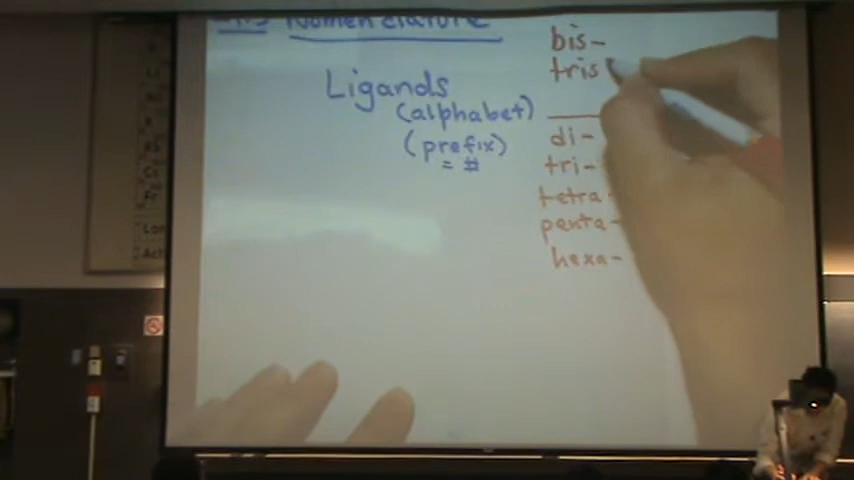 Nomenclature
Ligands
(alphabet)
(prefix)
= #
bis-
tris
di-
tri-
tetra-
penta-
hexa-